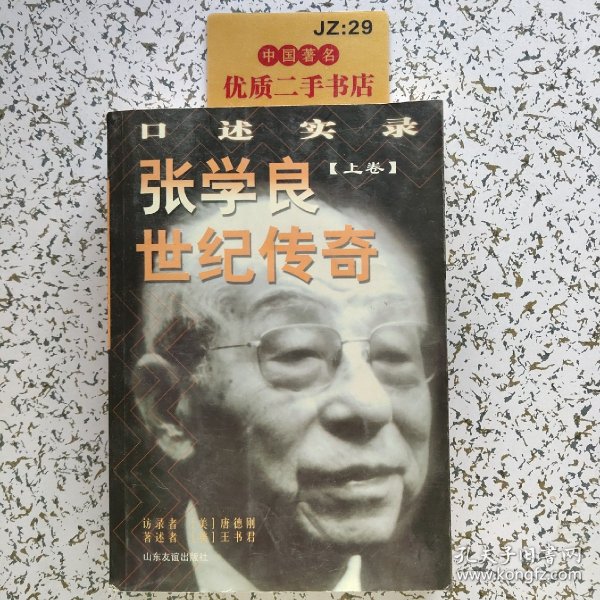 JZ:29
中国著名
优质二手书店
口述实录
张学良【上卷】
世纪传奇
访录者 [美]唐德刚
著述者 王书君
山东友谊出版社
孔夫子旧书网
www.kongfz.com